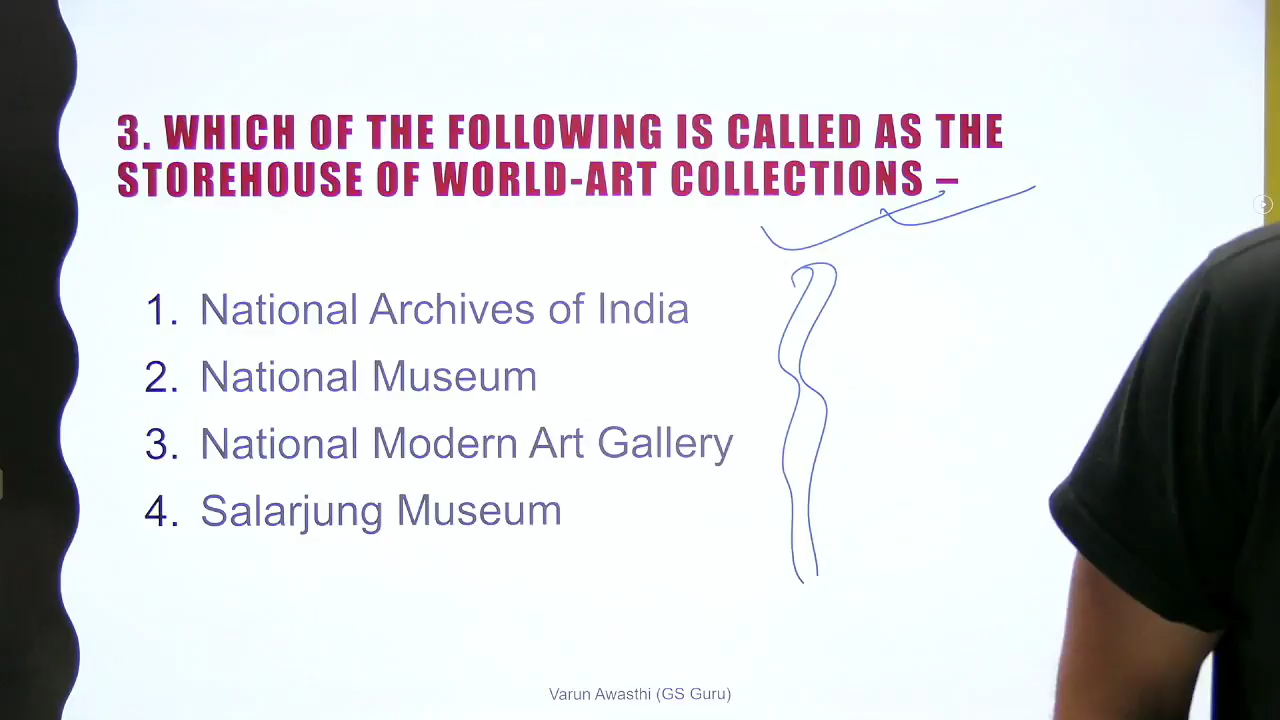 3. WHICH OF THE FOLLOWING IS CALLED AS THE
STOREHOUSE OF WORLD-ART COLLECTIONS –
1. National Archives of India
2. National Museum
3. National Modern Art Gallery
4. Salarjung Museum
Varun Awasthi (GS Guru)